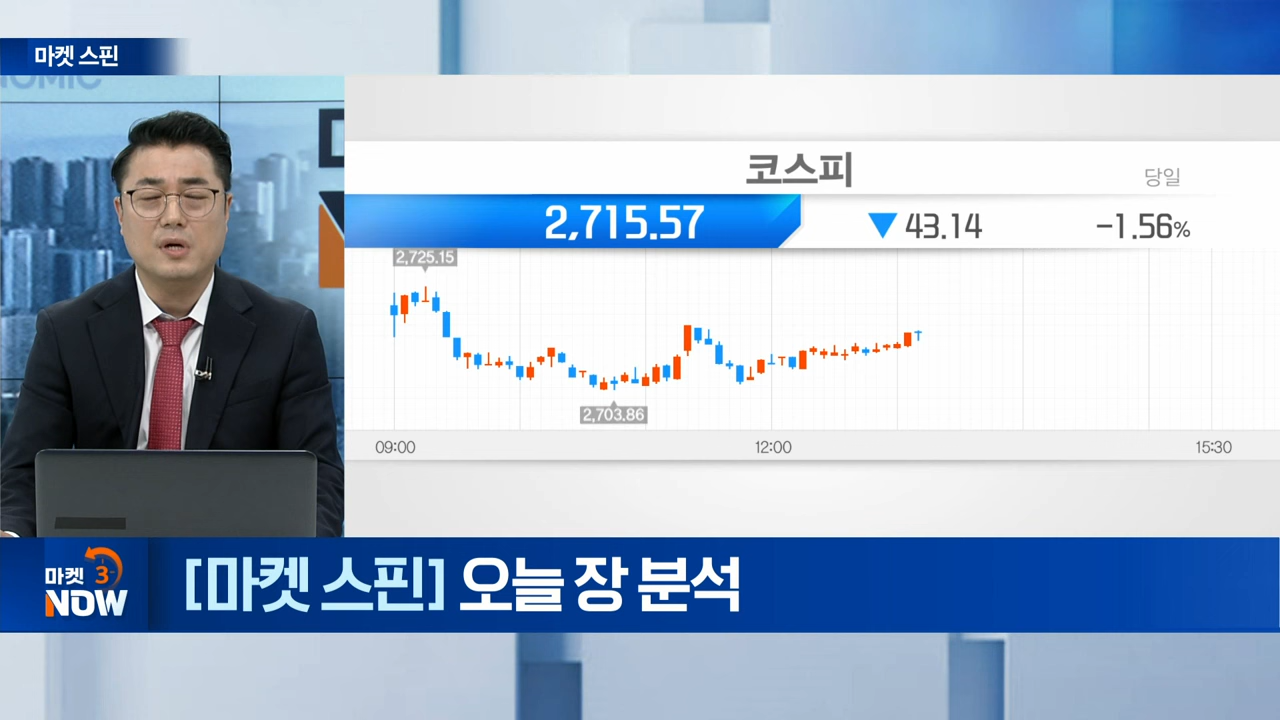 마켓 스핀
NOMIC
코스피
당일
2,715.57 ▼ 43.14 -1.56%
2,725.15
2,703.86
09:00 12:00 15:30
마켓 3
NOW
[마켓 스핀] 오늘 장 분석